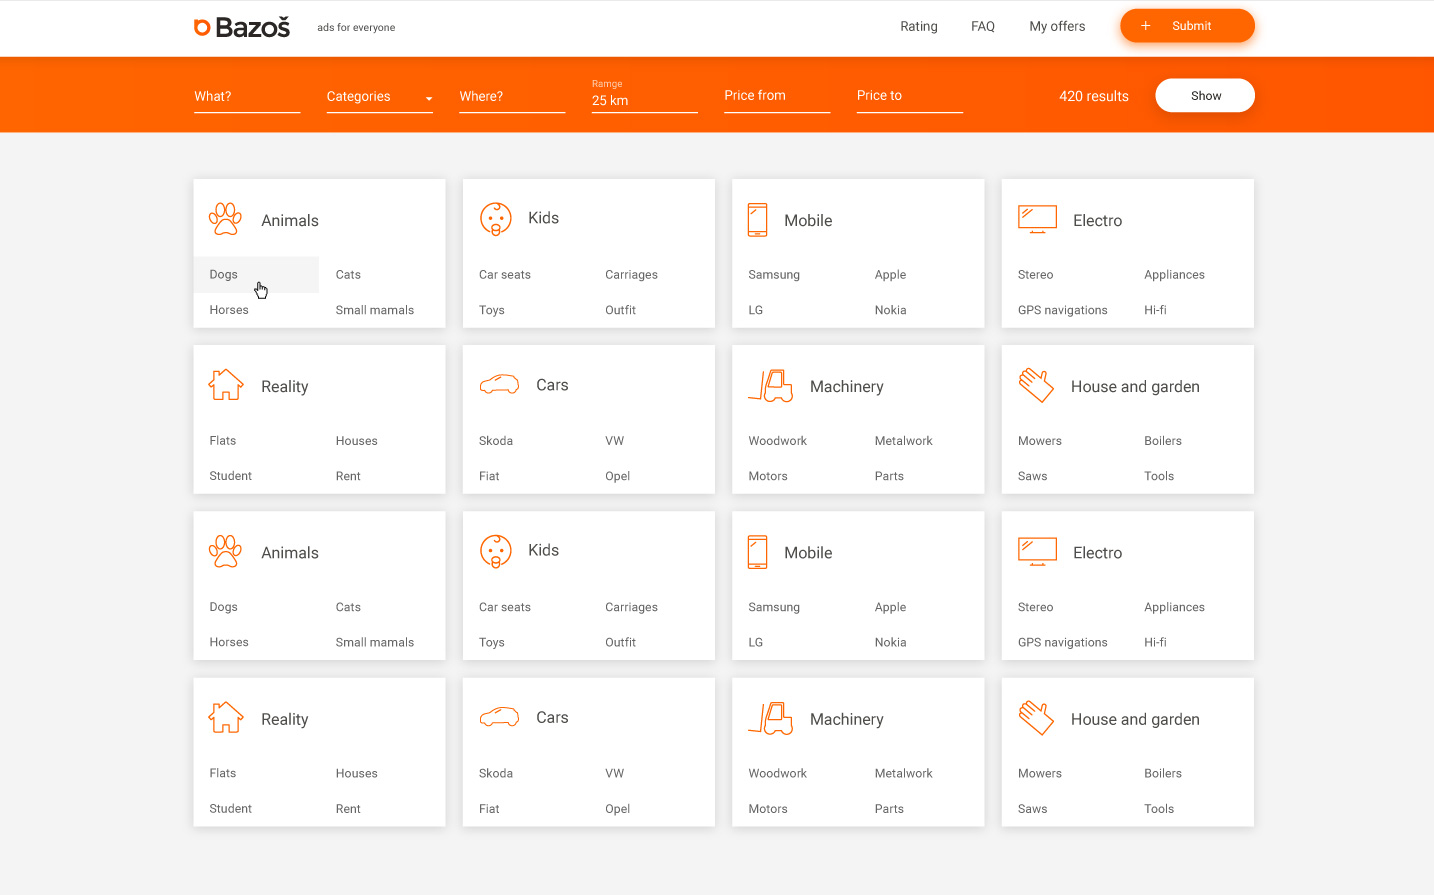 Bazoš ads for everyone Rating FAQ My offers + Submit
Ramge
What? Categories Where? 25 km Price from Price to 420 results Show
Animals Kids Mobile Electro
Dogs Cats Car seats Carriages Samsung Apple Stereo Appliances
Horses Small mamals Toys Outfit LG Nokia GPS navigations Hi-fi
Reality Cars Machinery House and garden
Flats Houses Skoda VW Woodwork Metalwork Mowers Boilers
Student Rent Fiat Opel Motors Parts Saws Tools
Animals Kids Mobile Electro
Dogs Cats Car seats Carriages Samsung Apple Stereo Appliances
Horses Small mamals Toys Outfit LG Nokia GPS navigations Hi-fi
Reality Cars Machinery House and garden
Flats Houses Skoda VW Woodwork Metalwork Mowers Boilers
Student Rent Fiat Opel Motors Parts Saws Tools